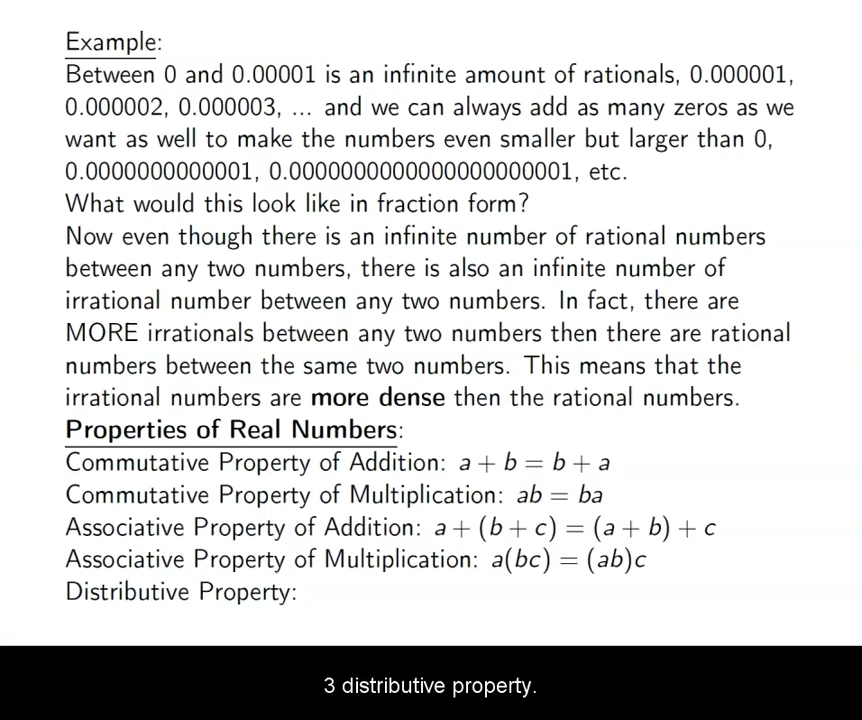 Example:
Between 0 and 0.00001 is an infinite amount of rationals, 0.000001,
0.000002, 0.000003, ... and we can always add as many zeros as we
want as well to make the numbers even smaller but larger than 0,
0.0000000000001, 0.0000000000000000000001, etc.
What would this look like in fraction form?
Now even though there is an infinite number of rational numbers
between any two numbers, there is also an infinite number of
irrational number between any two numbers. In fact, there are
MORE irrationals between any two numbers then there are rational
numbers between the same two numbers. This means that the
irrational numbers are more dense then the rational numbers.
Properties of Real Numbers:
Commutative Property of Addition: a + b = b + a
Commutative Property of Multiplication: ab = ba
Associative Property of Addition: a + (b + c) = (a + b) + c
Associative Property of Multiplication: a(bc) = (ab)c
Distributive Property:
3 distributive property.